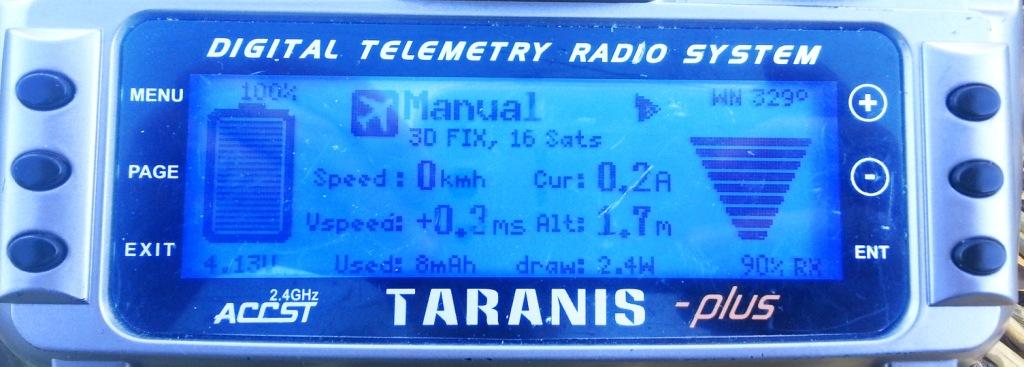 DIGITAL TELEMETRY RADIO SYSTEM
MENU
PAGE
EXIT
100%
Manual
WN 329°
3D FIX, 16 Sats
Speed: 0kmh Cur: 0.2A
Vspeed: +0.3ms Alt: 1.7m
4.13V Used: 8mAh draw: 2.4W 90% RX
+
-
ENT
2.4GHz
ACCST
TARANIS -plus